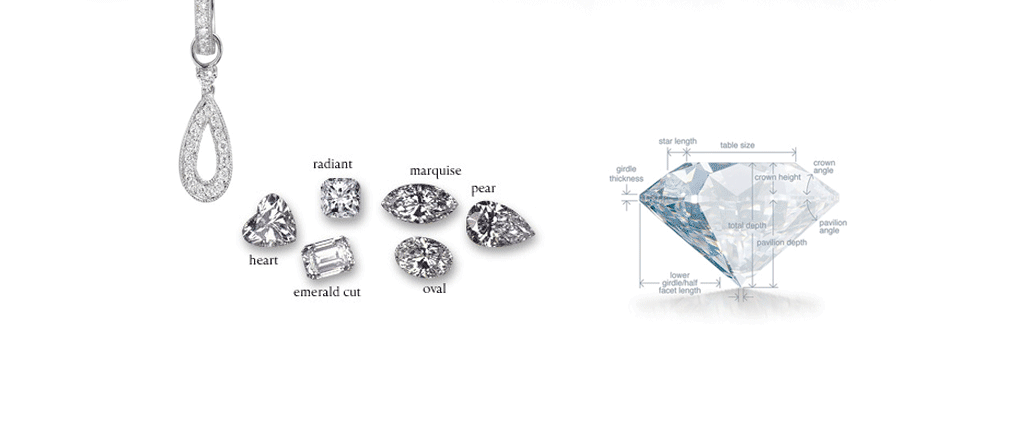 radiant
marquise
pear
heart
emerald cut
oval
star length
table size
girdle
thickness
crown height
crown
angle
total depth
pavilion depth
pavilion
angle
lower
girdle/half
facet length